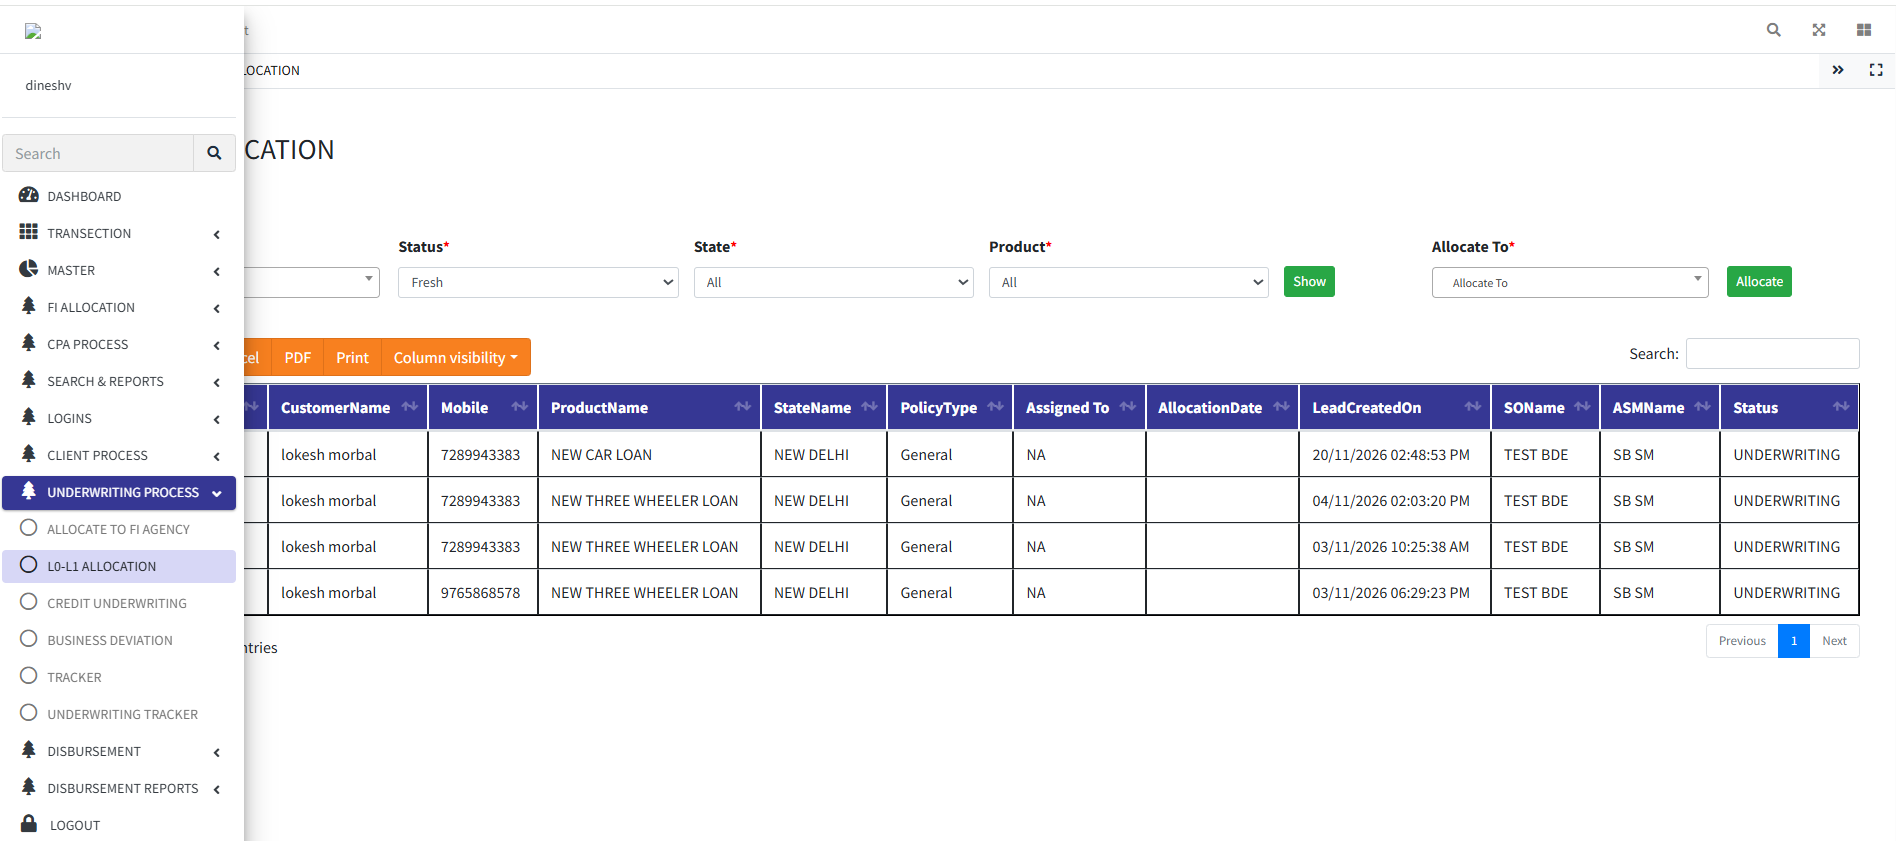 t
dineshv
LOCATION
Search
CATION
DASHBOARD
TRANSECTION
MASTER
FI ALLOCATION
CPA PROCESS
SEARCH & REPORTS
LOGINS
CLIENT PROCESS
UNDERWRITING PROCESS
ALLOCATE TO FI AGENCY
L0-L1 ALLOCATION
CREDIT UNDERWRITING
BUSINESS DEVIATION
TRACKER
UNDERWRITING TRACKER
DISBURSEMENT
DISBURSEMENT REPORTS
LOGOUT
Status* State* Product* Allocate To*
Fresh All All Show Allocate To Allocate
cel PDF Print Column visibility Search:
CustomerName Mobile ProductName StateName PolicyType Assigned To AllocationDate LeadCreatedOn SOName ASMName Status
lokesh morbal 7289943383 NEW CAR LOAN NEW DELHI General NA 20/11/2026 02:48:53 PM TEST BDE SB SM UNDERWRITING
lokesh morbal 7289943383 NEW THREE WHEELER LOAN NEW DELHI General NA 04/11/2026 02:03:20 PM TEST BDE SB SM UNDERWRITING
lokesh morbal 7289943383 NEW THREE WHEELER LOAN NEW DELHI General NA 03/11/2026 10:25:38 AM TEST BDE SB SM UNDERWRITING
lokesh morbal 9765868578 NEW THREE WHEELER LOAN NEW DELHI General NA 03/11/2026 06:29:23 PM TEST BDE SB SM UNDERWRITING
ntries Previous 1 Next